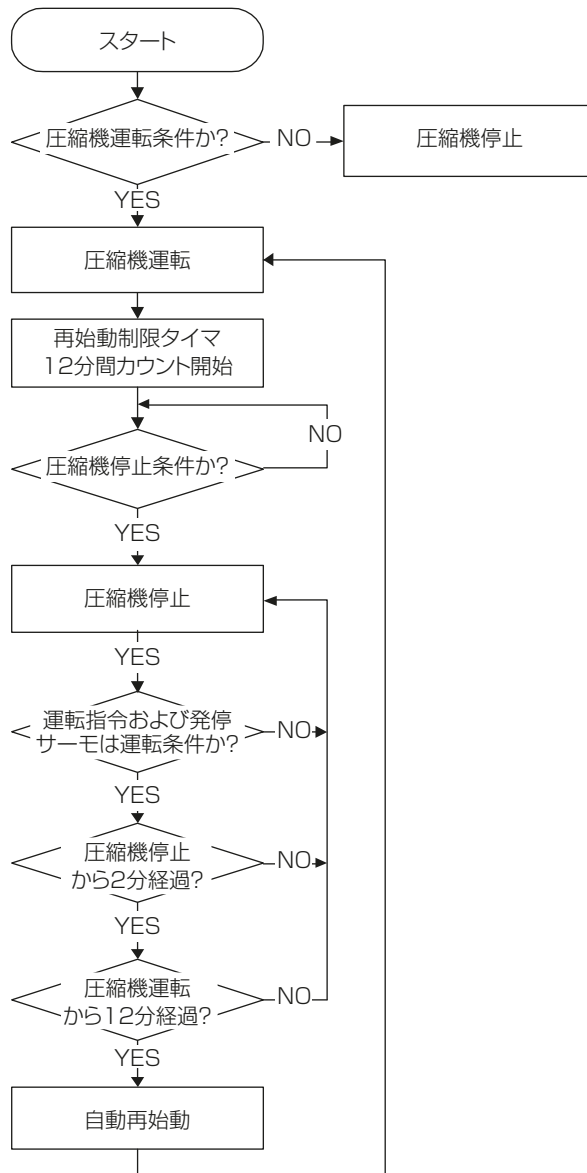 スタート
圧縮機運転条件か?
NO
圧縮機停止
YES
圧縮機運転
再始動制限タイマ
12分間カウント開始
NO
圧縮機停止条件か?
YES
圧縮機停止
YES
運転指令および発停
サーモは運転条件か?
NO
YES
圧縮機停止
から2分経過?
NO
YES
圧縮機運転
から12分経過?
NO
YES
自動再始動